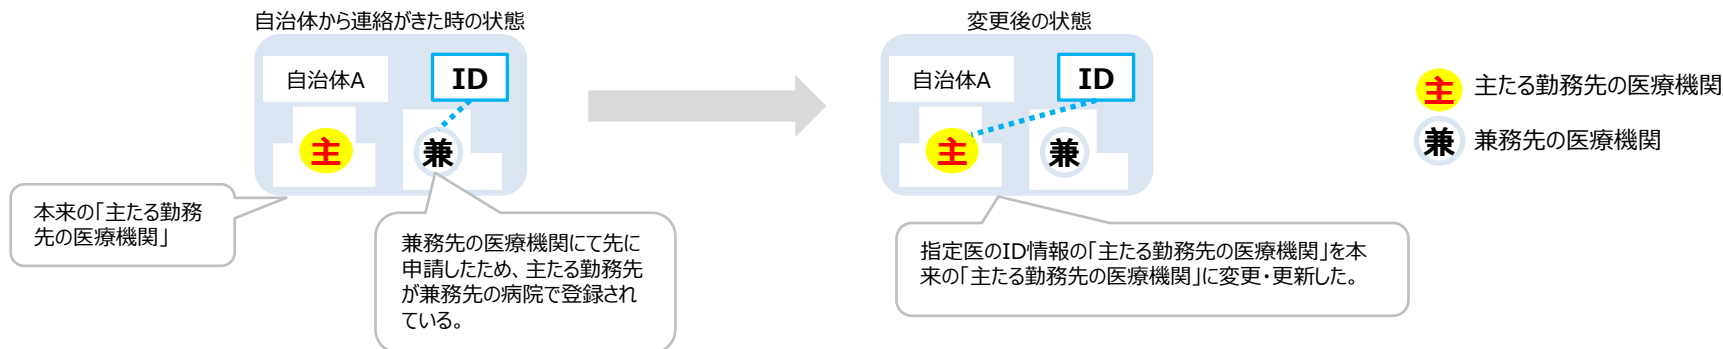 自治体から連絡がきた時の状態
自治体A
ID
主
兼
本来の「主たる勤務
先の医療機関」
兼務先の医療機関にて先に
申請したため、主たる勤務先
が兼務先の病院で登録され
ている。
変更後の状態
自治体A
ID
主
兼
指定医のID情報の「主たる勤務先の医療機関」を本
来の「主たる勤務先の医療機関」に変更・更新した。
主 主たる勤務先の医療機関
兼 兼務先の医療機関